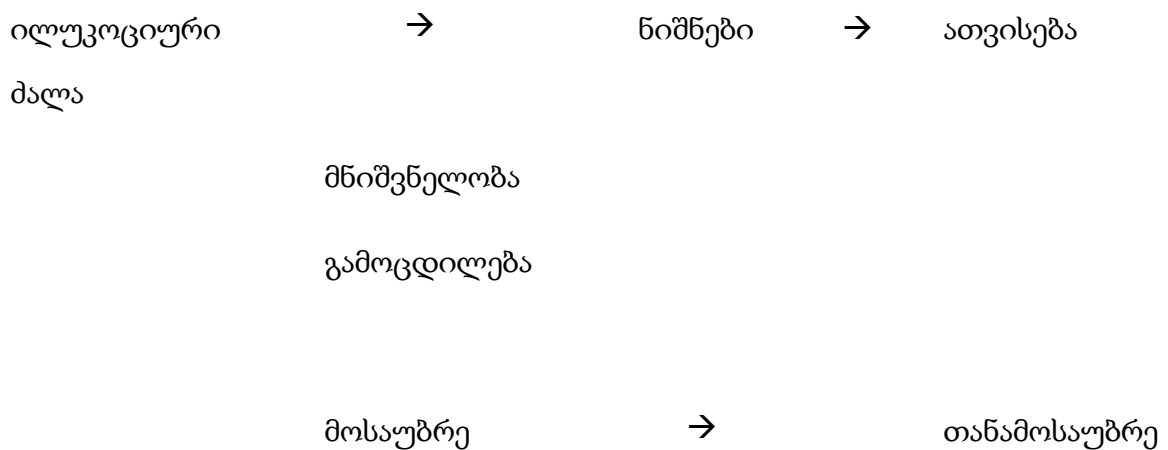 ილუკოციური → ნიშნები → ათვისება
ძალა
მნიშვნელობა
გამოცდილება
მოსაუბრე → თანამოსაუბრე